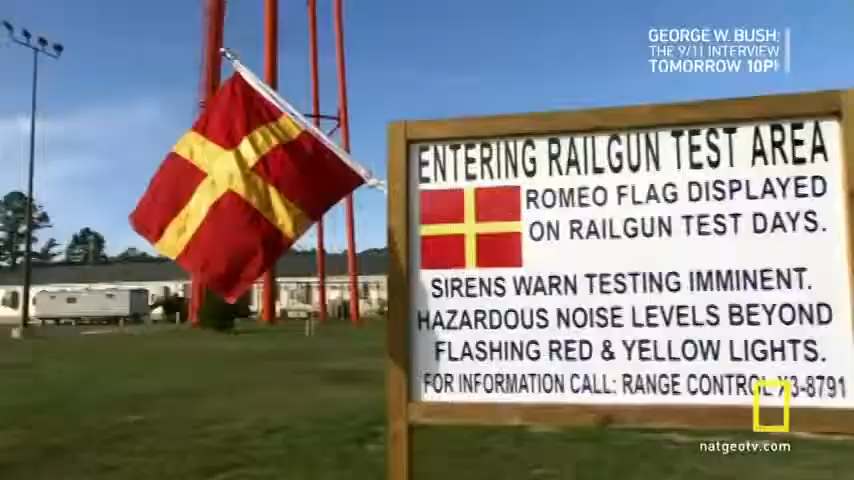 GEORGE W. BUSH:
THE 9/11 INTERVIEW
TOMORROW 10P!
ENTERING RAILGUN TEST AREA
ROMEO FLAG DISPLAYED
ON RAILGUN TEST DAYS.
SIRENS WARN TESTING IMMINENT.
HAZARDOUS NOISE LEVELS BEYOND
FLASHING RED & YELLOW LIGHTS.
FOR INFORMATION CALL: RANGE CONTROL X3-8791
natgeotv.com